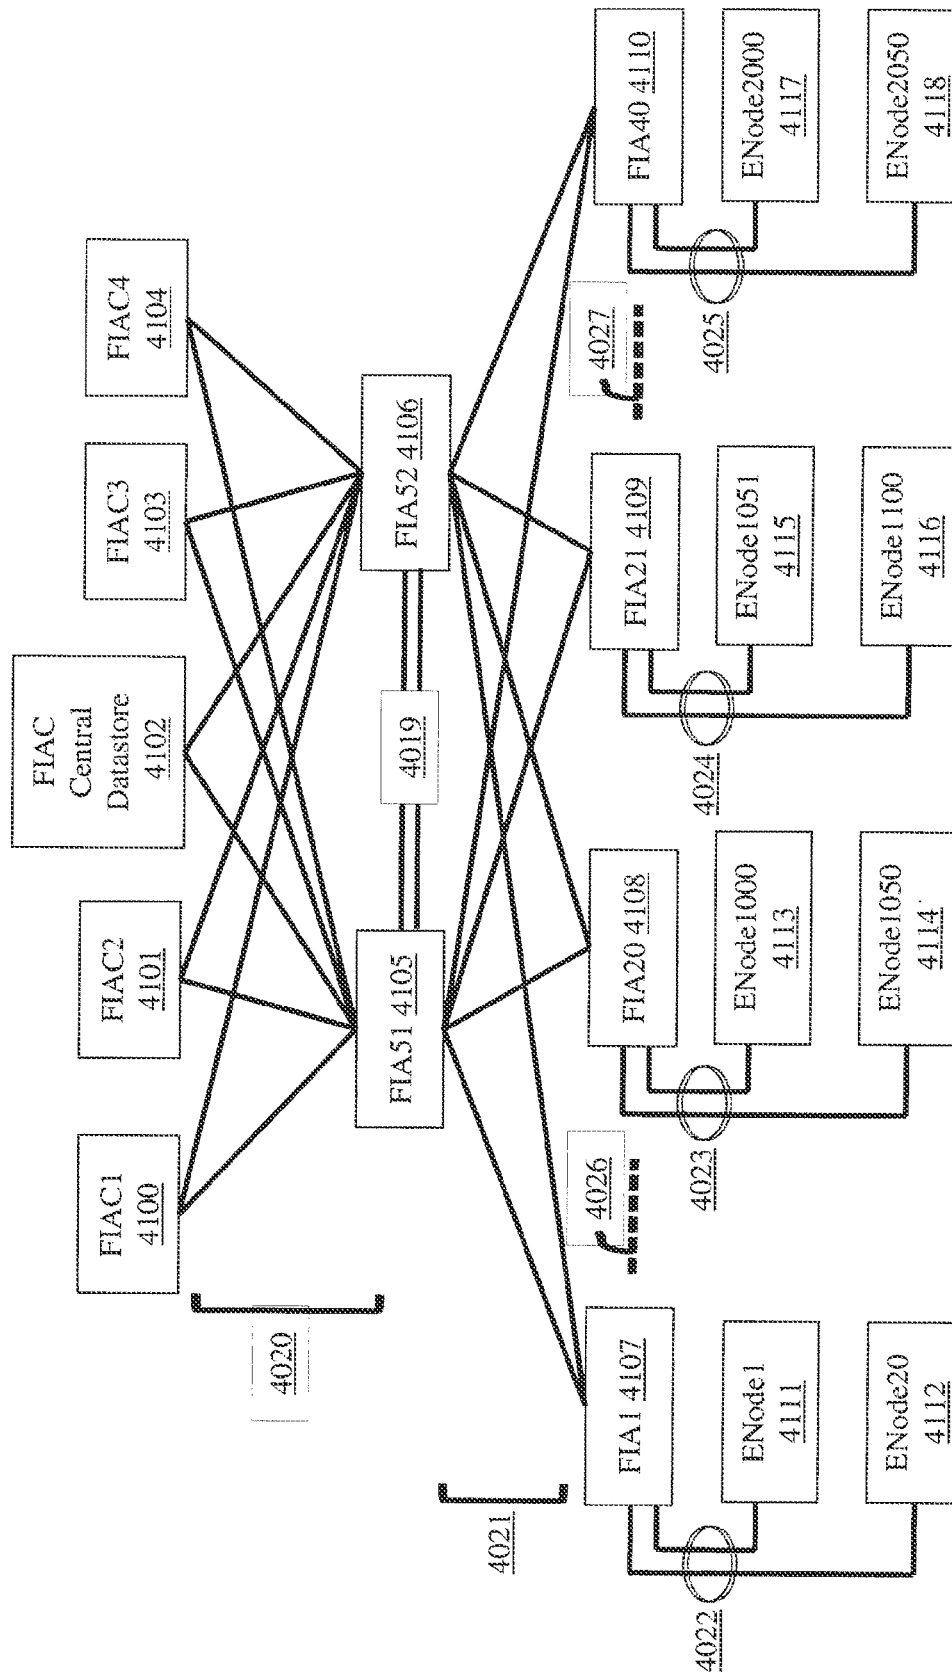 FIAC1
4100
FIAC2
4101
FIAC
Central
Datastore
4102
FIAC3
4103
FIAC4
4104
4020
FIA51 4105
4019
FIA52 4106
4021
FIA1 4107
4026
FIA20 4108
FIA21 4109
4027
FIA40 4110
4022
ENode1
4111
4023
ENode1000
4113
4024
ENode1051
4115
4025
ENode2000
4117
ENode20
4112
ENode1050
4114
ENode1100
4116
ENode2050
4118